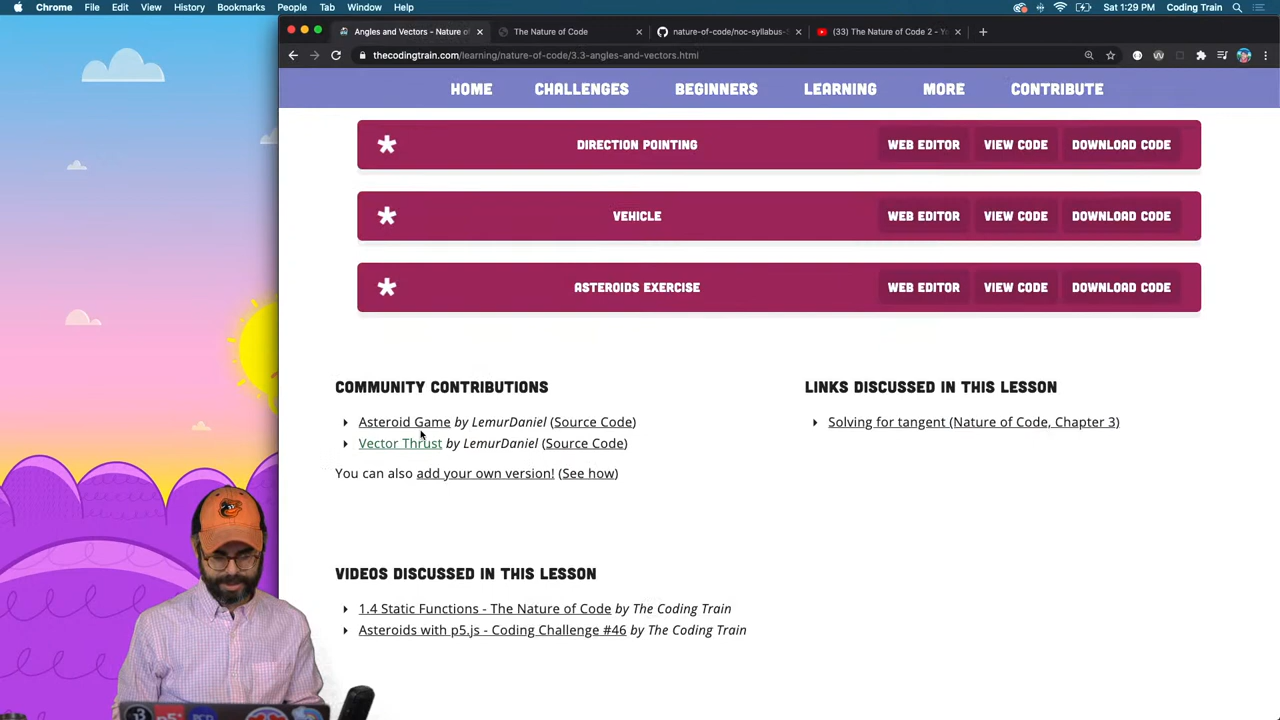 Chrome File Edit View History Bookmarks People Tab Window Help Sat 1:29 PM Coding Train
Angles and Vectors - Nature of The Nature of Code nature-of-code/noc-syllabus- (33) The Nature of Code 2 -
thecodingtrain.com/learning/nature-of-code/3.3-angles-and-vectors.html
HOME CHALLENGES BEGINNERS LEARNING MORE CONTRIBUTE
* DIRECTION POINTING WEB EDITOR VIEW CODE DOWNLOAD CODE
* VEHICLE WEB EDITOR VIEW CODE DOWNLOAD CODE
* ASTEROIDS EXERCISE WEB EDITOR VIEW CODE DOWNLOAD CODE
COMMUNITY CONTRIBUTIONS
Asteroid Game by LemurDaniel (Source Code)
Vector Thrust by LemurDaniel (Source Code)
You can also add your own version! (See how)
LINKS DISCUSSED IN THIS LESSON
Solving for tangent (Nature of Code, Chapter 3)
VIDEOS DISCUSSED IN THIS LESSON
1.4 Static Functions - The Nature of Code by The Coding Train
Asteroids with p5.js - Coding Challenge #46 by The Coding Train